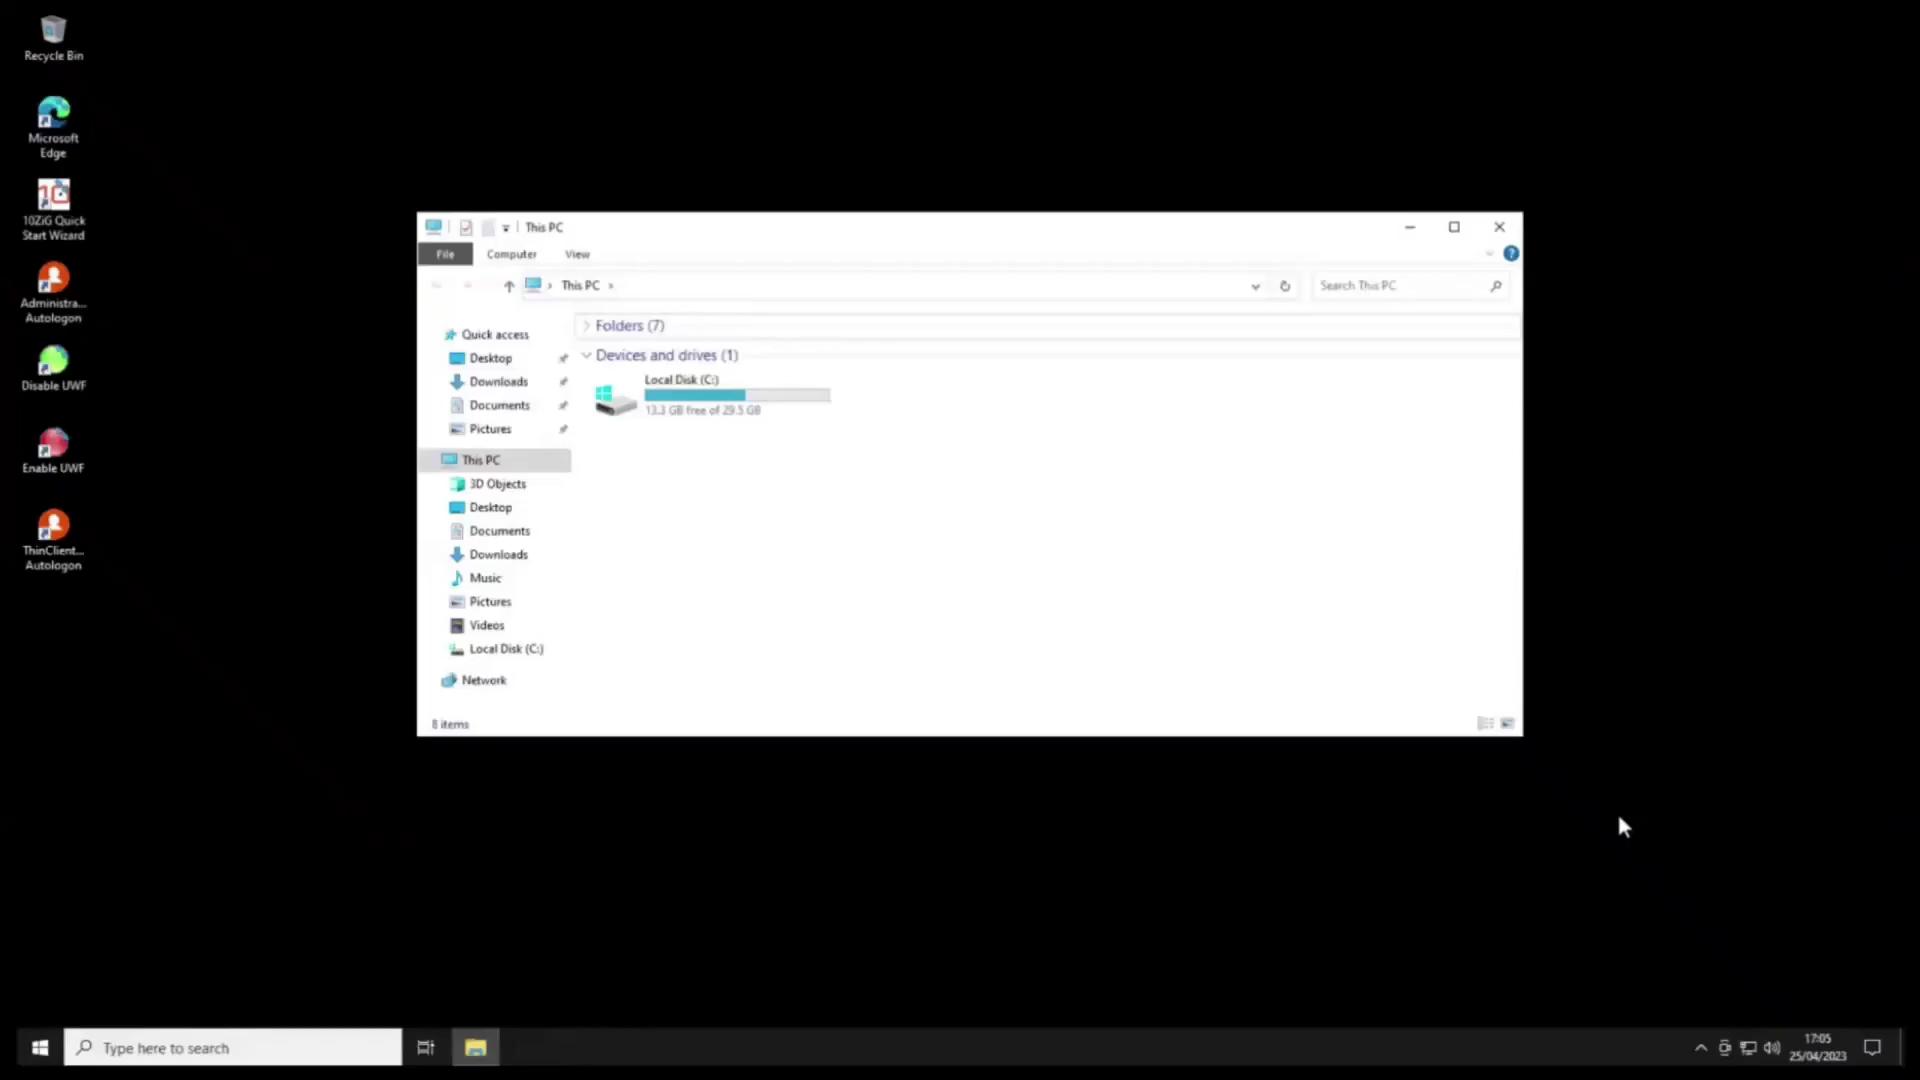 Recycle Bin
Microsoft
Edge
10ZiG Quick
Start Wizard
Administra...
Autologon
Disable UWF
Enable UWF
ThinClient...
Autologon
This PC
File
Computer
View
This PC
Search This PC
Quick access
Desktop
Downloads
Documents
Pictures
This PC
3D Objects
Desktop
Documents
Downloads
Music
Pictures
Videos
Local Disk (C:)
Network
Folders (7)
Devices and drives (1)
Local Disk (C:)
13.3 GB free of 29.5 GB
8 items
Type here to search
17:05
25/04/2023